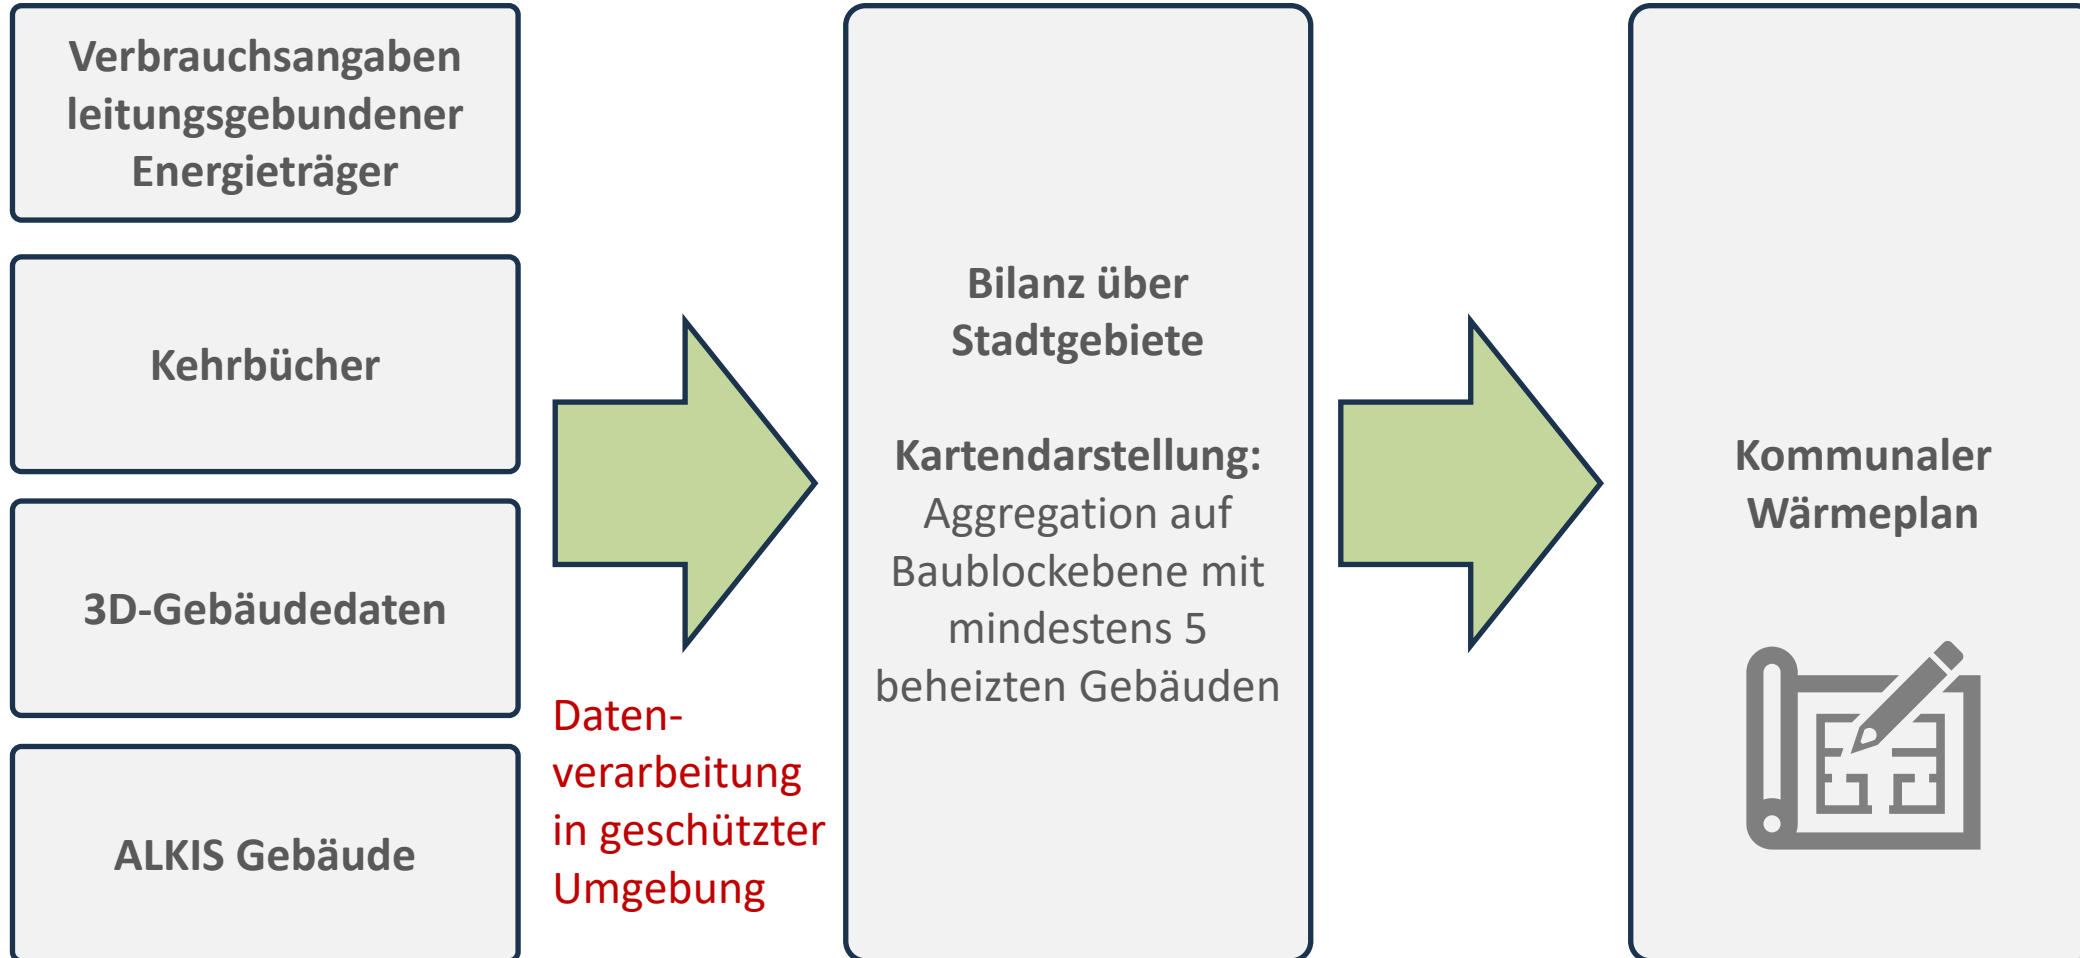 Verbrauchsangaben
leitungsgebundener
Energieträger
Kehrbücher
3D-Gebäudedaten
ALKIS Gebäude
Daten-
verarbeitung
in geschützter
Umgebung
Bilanz über
Stadtgebiete
Kartendarstellung:
Aggregation auf
Baublockebene mit
mindestens 5
beheizten Gebäuden
Kommunaler
Wärmeplan